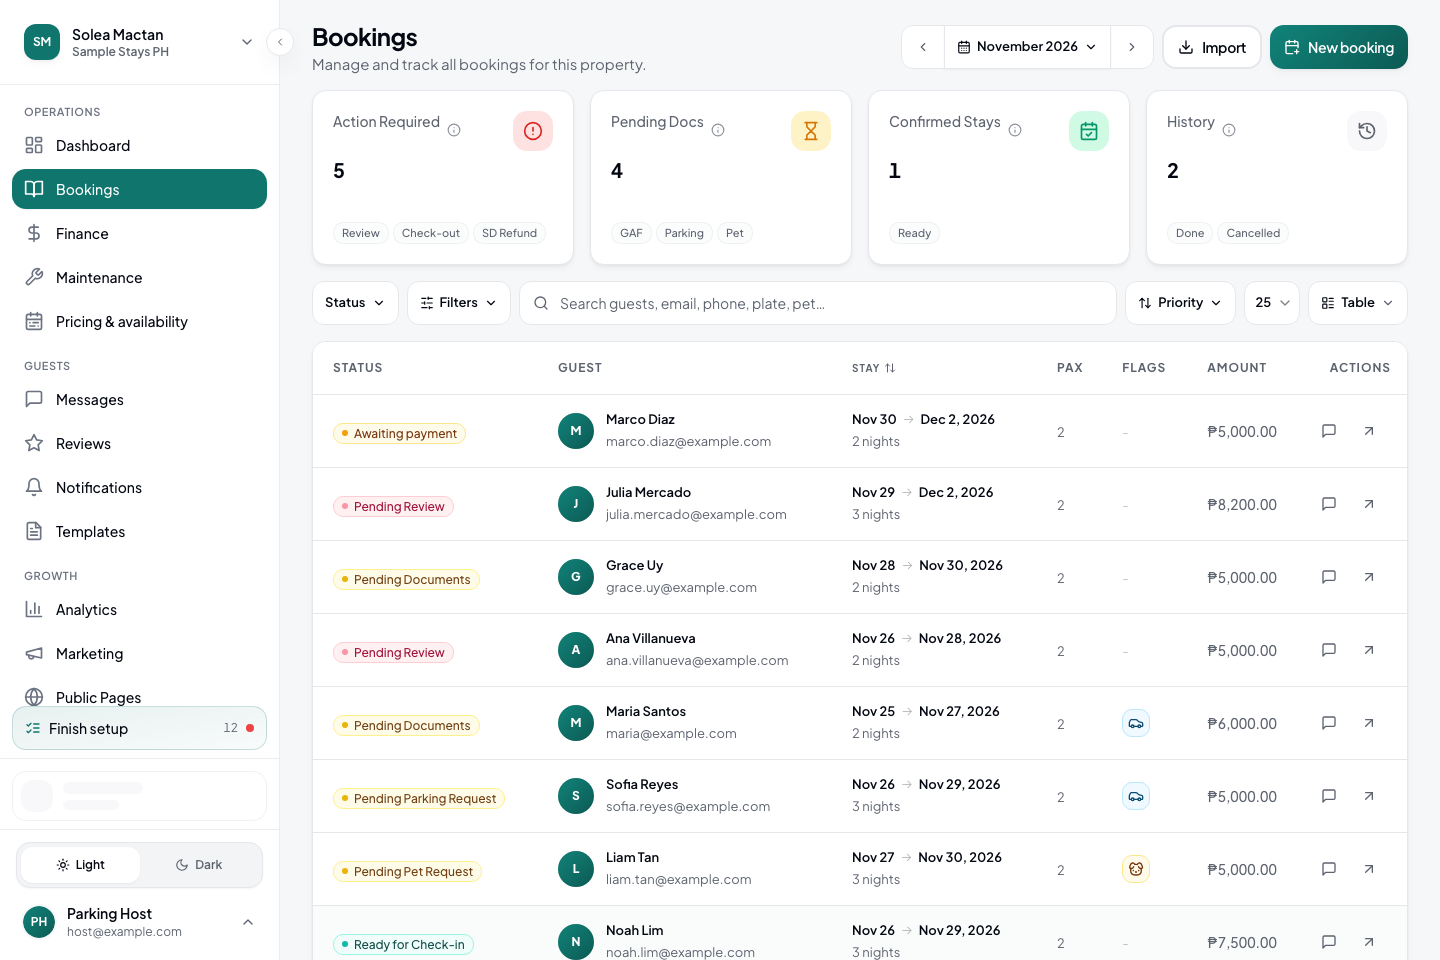 SM
Solea Mactan
Sample Stays PH
OPERATIONS
Dashboard
Bookings
Finance
Maintenance
Pricing & availability
GUESTS
Messages
Reviews
Notifications
Templates
GROWTH
Analytics
Marketing
Public Pages
Finish setup 12
Light Dark
PH
Parking Host
host@example.com
Bookings
Manage and track all bookings for this property.
November 2026
Import
New booking
Action Required
5
Review Check-out SD Refund
Pending Docs
4
GAF Parking Pet
Confirmed Stays
1
Ready
History
2
Done Cancelled
Status Filters Search guests, email, phone, plate, pet... Priority 25 Table
STATUS GUEST STAY PAX FLAGS AMOUNT ACTIONS
Awaiting payment M Marco Diaz Nov 30 → Dec 2, 2026 2 - ₱5,000.00
marco.diaz@example.com 2 nights
Pending Review J Julia Mercado Nov 29 → Dec 2, 2026 2 - ₱8,200.00
julia.mercado@example.com 3 nights
Pending Documents G Grace Uy Nov 28 → Nov 30, 2026 2 - ₱5,000.00
grace.uy@example.com 2 nights
Pending Review A Ana Villanueva Nov 26 → Nov 28, 2026 2 - ₱5,000.00
ana.villanueva@example.com 2 nights
Pending Documents M Maria Santos Nov 25 → Nov 27, 2026 2 ₱6,000.00
maria@example.com 2 nights
Pending Parking Request S Sofia Reyes Nov 26 → Nov 29, 2026 2 ₱5,000.00
sofia.reyes@example.com 3 nights
Pending Pet Request L Liam Tan Nov 27 → Nov 30, 2026 2 ₱5,000.00
liam.tan@example.com 3 nights
Ready for Check-in N Noah Lim Nov 26 → Nov 29, 2026 2 - ₱7,500.00
noah.lim@example.com 3 nights